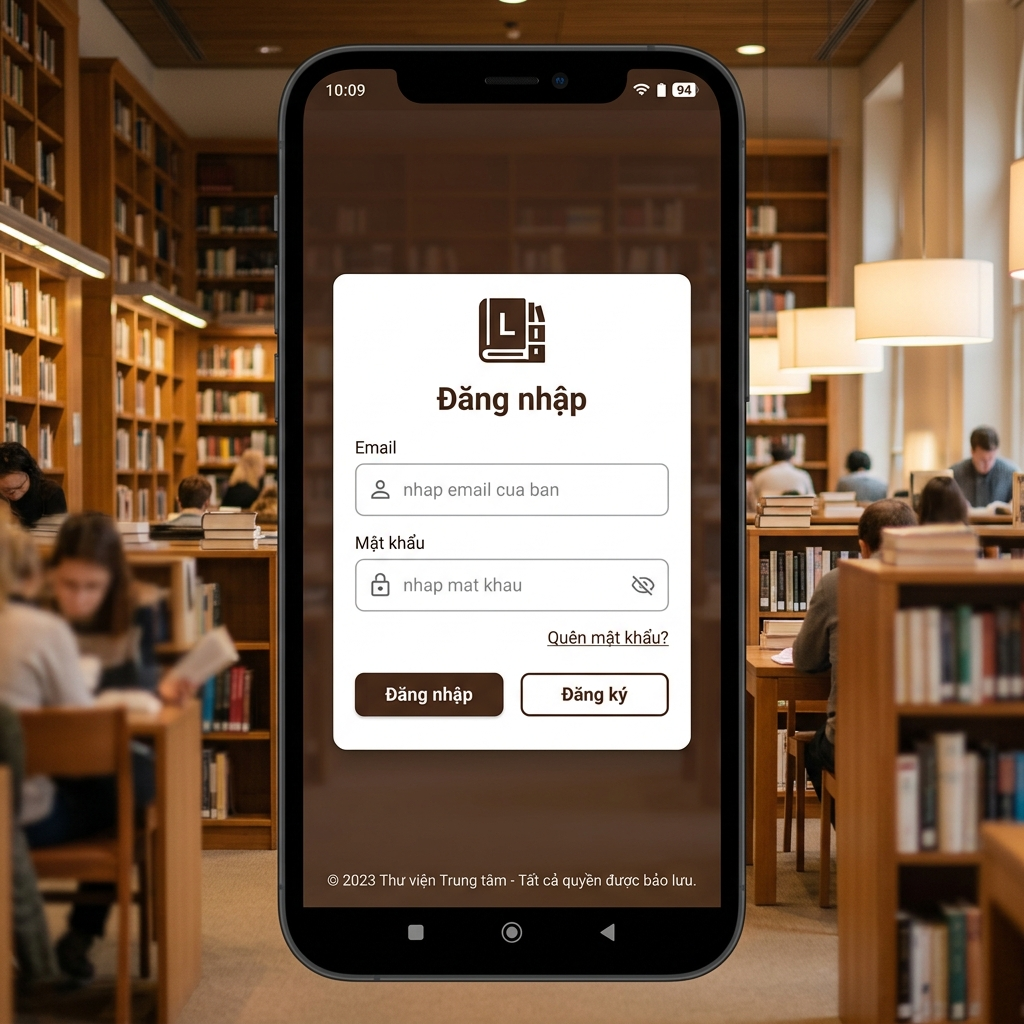 10:09
94
L
Đăng nhập
Email
nhap email cua ban
Mật khẩu
nhap mat khau
Quên mật khẩu?
Đăng nhập
Đăng ký
© 2023 Thư viện Trung tâm - Tất cả quyền được bảo lưu.